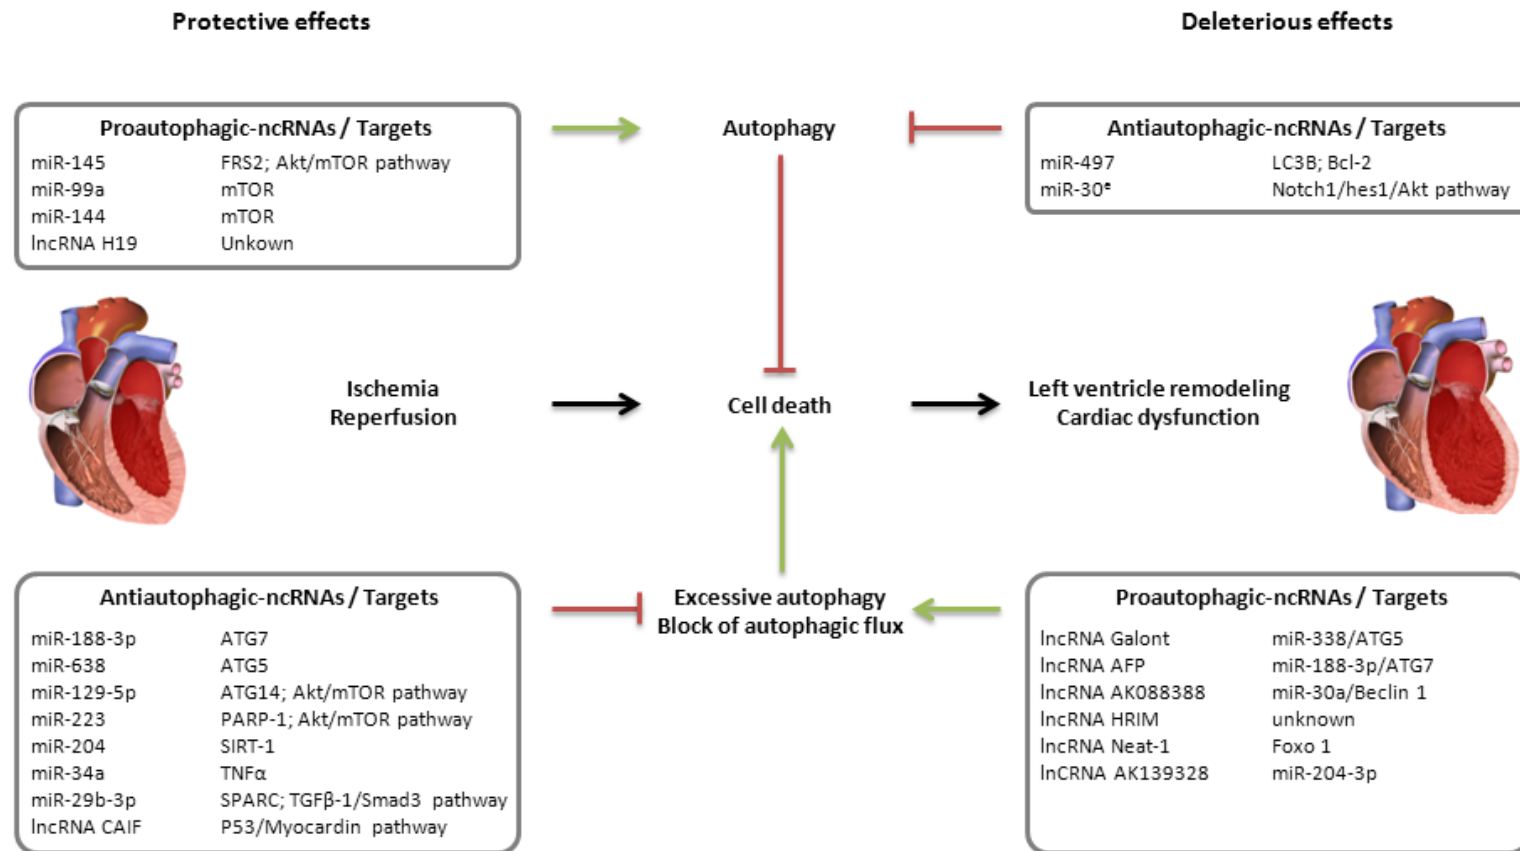 Protective effects
Deleterious effects
Proautophagic-ncRNAs / Targets
miR-145 FRS2; Akt/mTOR pathway
miR-99a mTOR
miR-144 mTOR
lncRNA H19 Unkown
Autophagy
Antiautophagic-ncRNAs / Targets
miR-497 LC3B; Bcl-2
miR-30ᵉ Notch1/hes1/Akt pathway
Ischemia
Reperfusion
Cell death
Left ventricle remodeling
Cardiac dysfunction
Antiautophagic-ncRNAs / Targets
miR-188-3p ATG7
miR-638 ATG5
miR-129-5p ATG14; Akt/mTOR pathway
miR-223 PARP-1; Akt/mTOR pathway
miR-204 SIRT-1
miR-34a TNFα
miR-29b-3p SPARC; TGFβ-1/Smad3 pathway
lncRNA CAIF P53/Myocardin pathway
Excessive autophagy
Block of autophagic flux
Proautophagic-ncRNAs / Targets
lncRNA Galont miR-338/ATG5
lncRNA AFP miR-188-3p/ATG7
lncRNA AK088388 miR-30a/Beclin 1
lncRNA HRIM unknown
lncRNA Neat-1 Foxo 1
lnCRNA AK139328 miR-204-3p